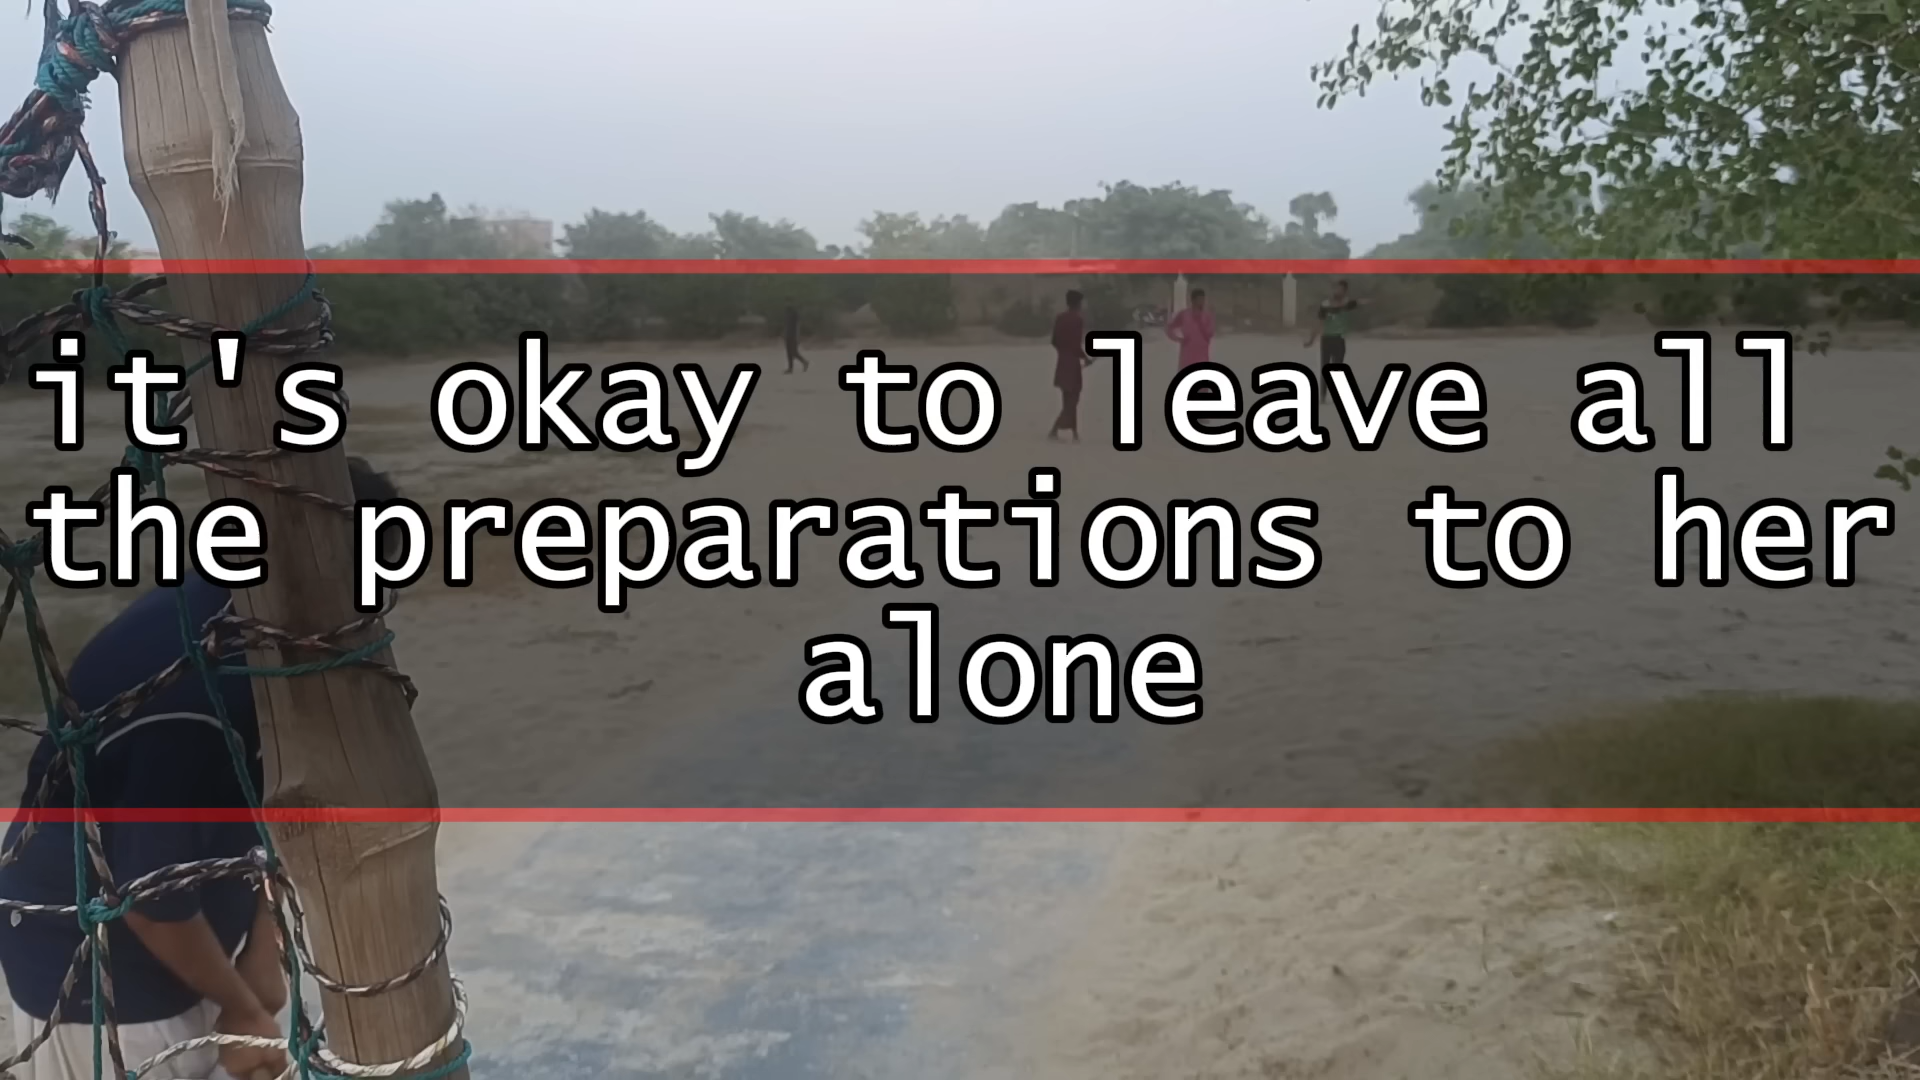 it's okay to leave all
the preparations to her
alone